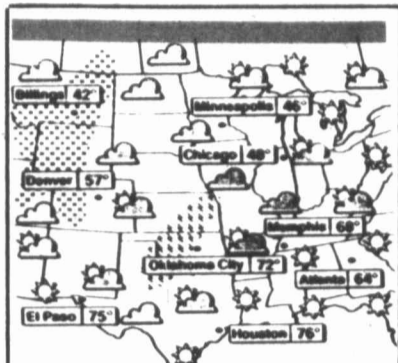 Billings 42°
Minneapolis 46°
Chicago 48°
Denver 57°
Memphis 68°
Oklahoma City 72°
Atlanta 64°
El Paso 75°
Houston 76°